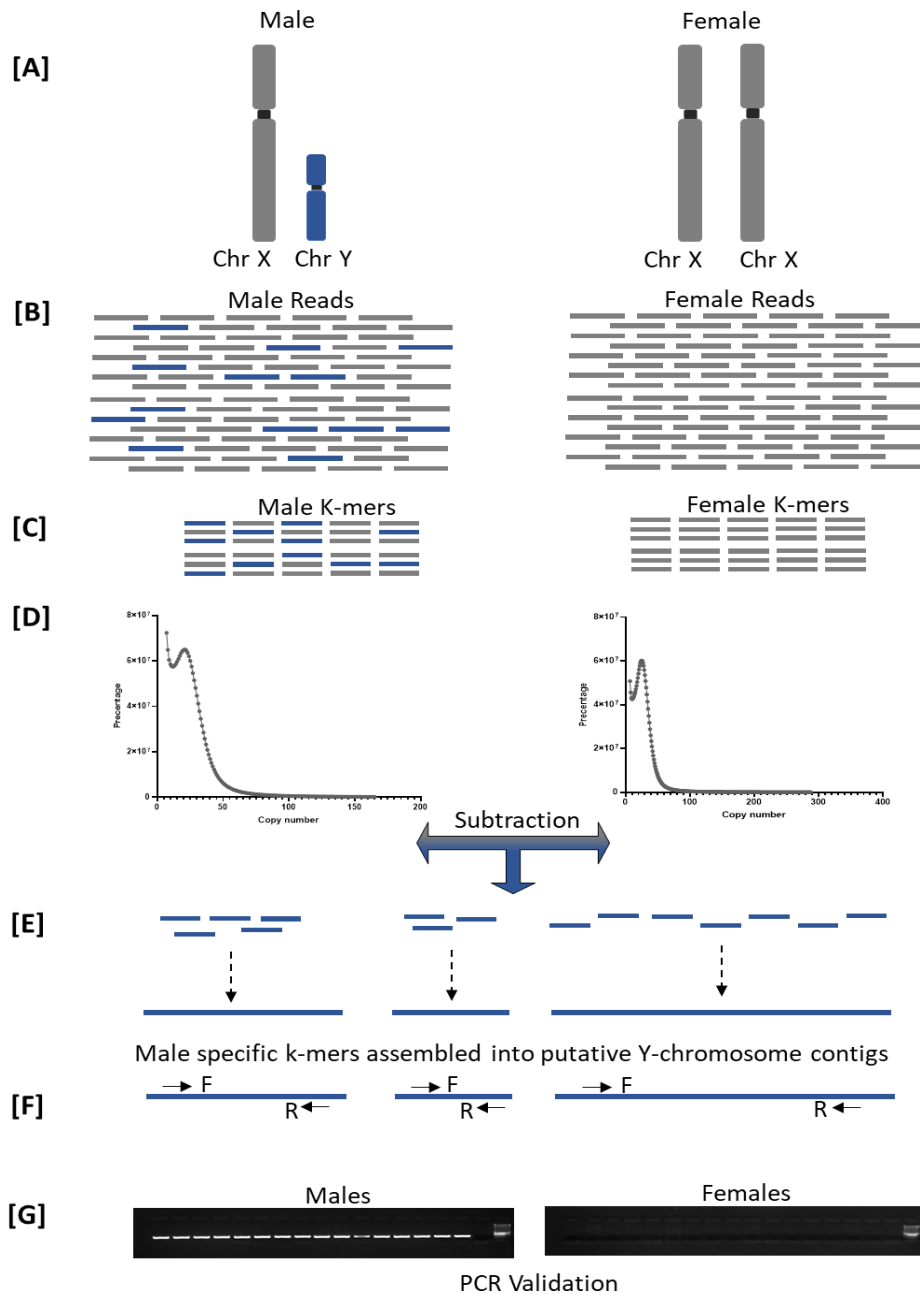 Male Female
[A]
Chr X Chr Y Chr X Chr X
[B] Male Reads Female Reads
[C] Male K-mers Female K-mers
[D]
8×10⁷ 8×10⁷
6×10⁷ 6×10⁷
Precentage Precentage
4×10⁷ 4×10⁷
2×10⁷ 2×10⁷
0 0
0 50 100 150 200 0 100 200 300 400
Copy number Copy number
Subtraction
[E]
Male specific k-mers assembled into putative Y-chromosome contigs
[F] F F F
R R R
[G] Males Females
PCR Validation